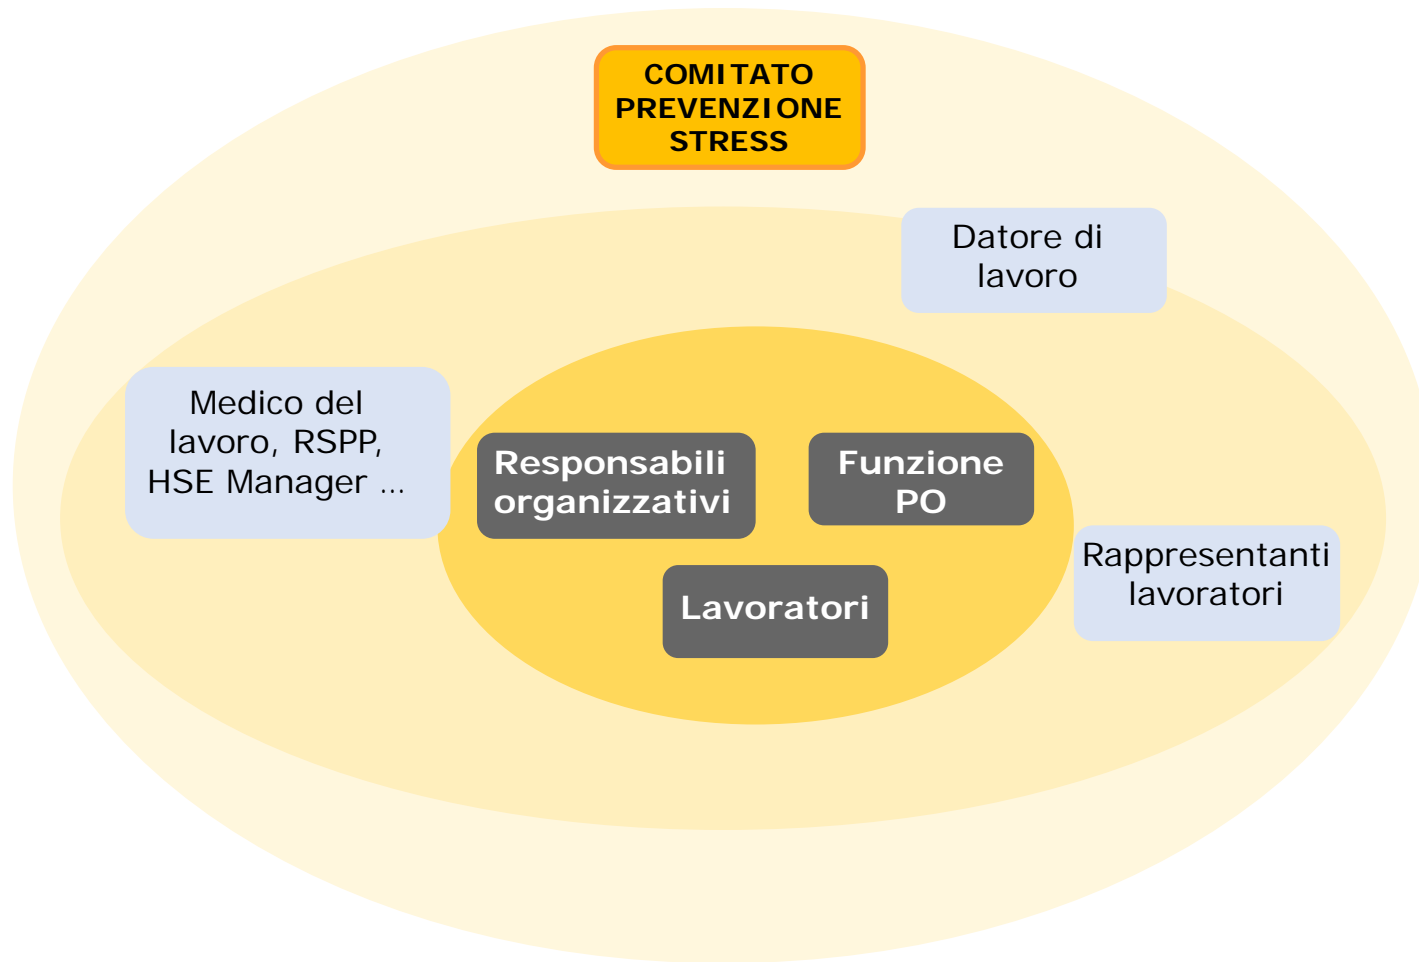 COMITATO
PREVENZIONE
STRESS
Datore di
lavoro
Medico del
lavoro, RSPP,
HSE Manager ...
Responsabili
organizzativi
Funzione
PO
Rappresentanti
lavoratori
Lavoratori